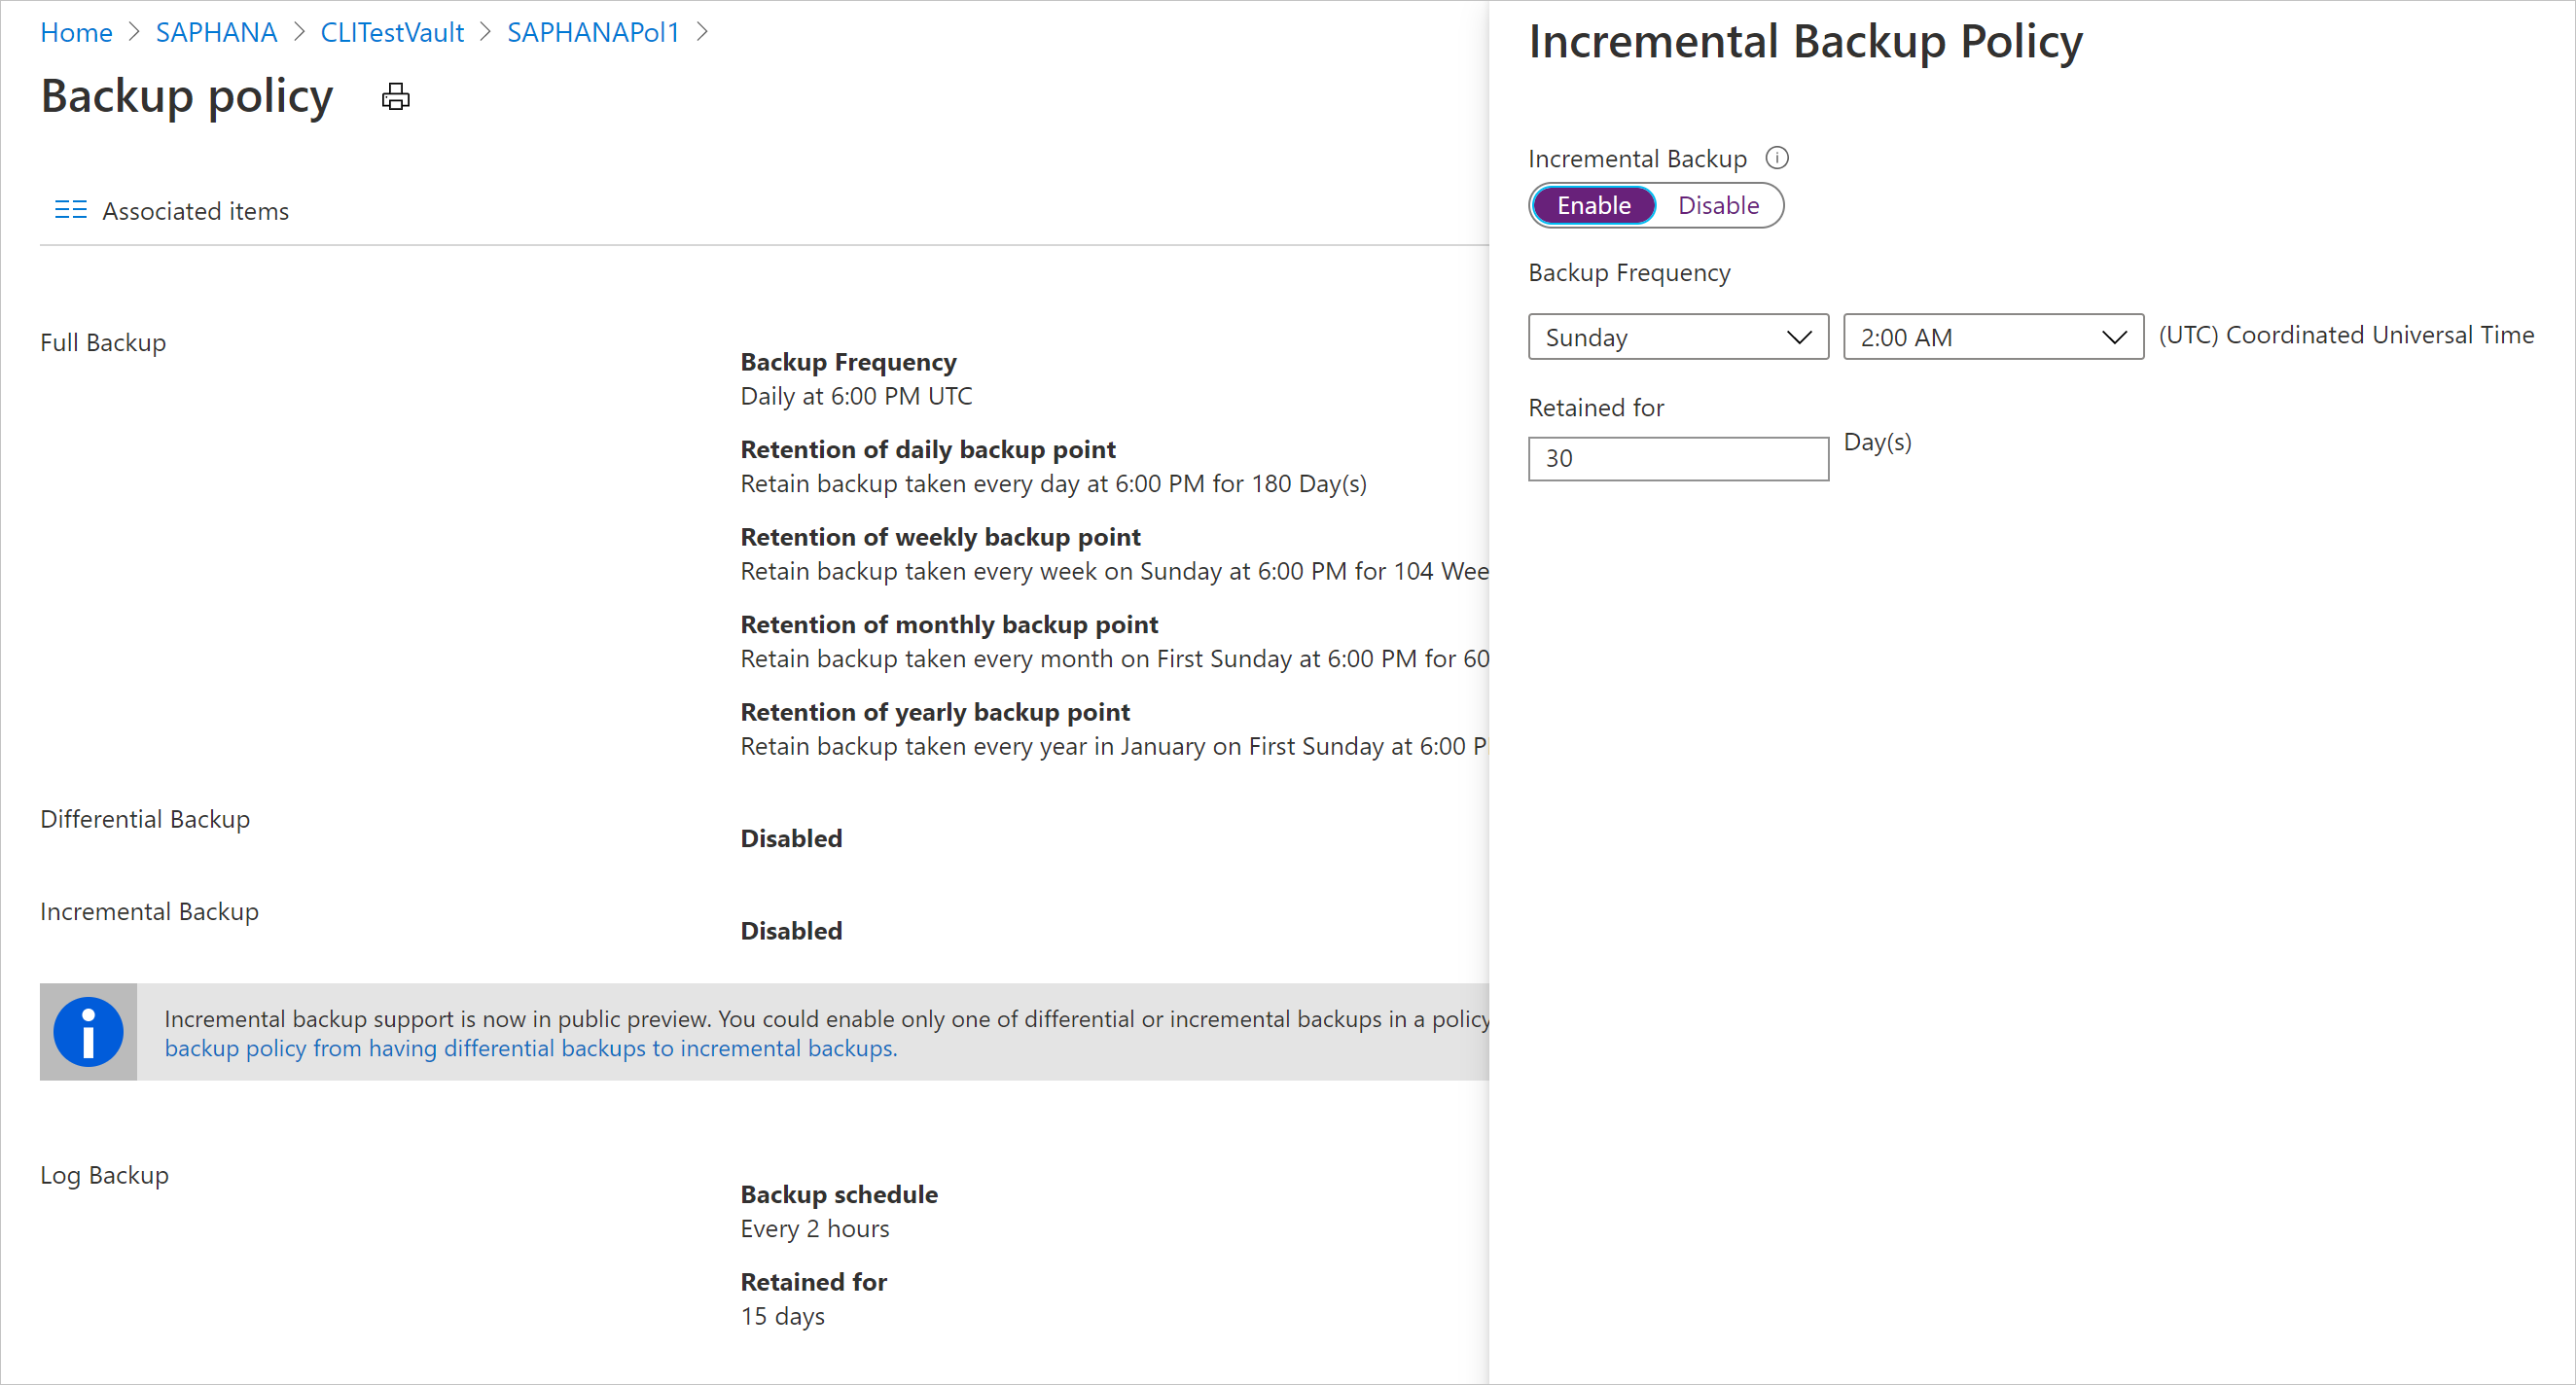 Home > SAPHANA > CLITestVault > SAPHANAPol1 >
Backup policy
Associated items
Full Backup
Backup Frequency
Daily at 6:00 PM UTC
Retention of daily backup point
Retain backup taken every day at 6:00 PM for 180 Day(s)
Retention of weekly backup point
Retain backup taken every week on Sunday at 6:00 PM for 104 Wee
Retention of monthly backup point
Retain backup taken every month on First Sunday at 6:00 PM for 60
Retention of yearly backup point
Retain backup taken every year in January on First Sunday at 6:00 P
Differential Backup
Disabled
Incremental Backup
Disabled
Incremental backup support is now in public preview. You could enable only one of differential or incremental backups in a policy
backup policy from having differential backups to incremental backups.
Log Backup
Backup schedule
Every 2 hours
Retained for
15 days
Incremental Backup Policy
Incremental Backup
Enable Disable
Backup Frequency
Sunday 2:00 AM (UTC) Coordinated Universal Time
Retained for
30 Day(s)